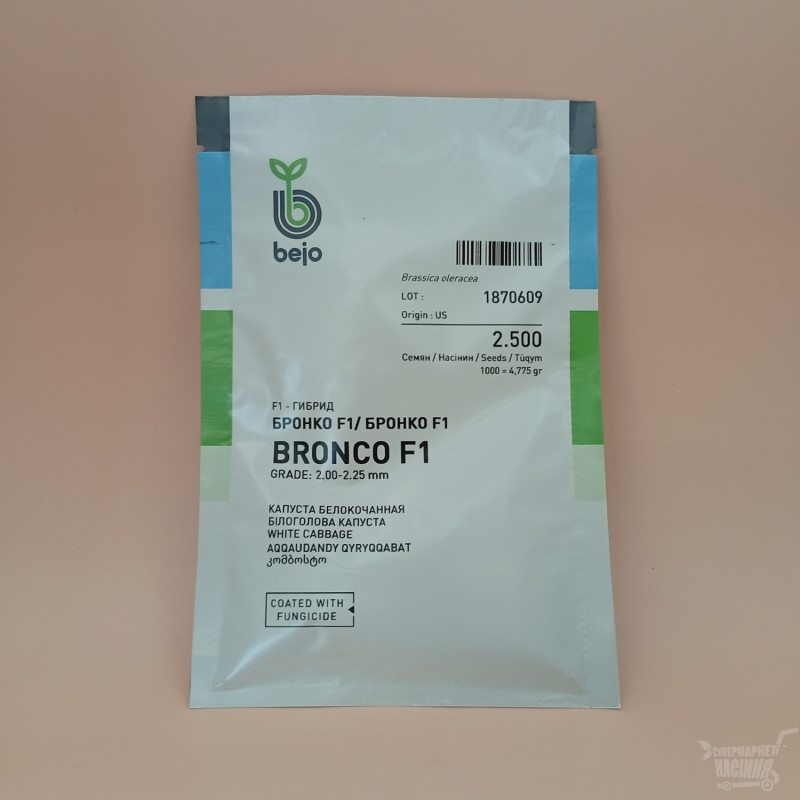 bejo
Brassica oleracea
LOT : 1870609
Origin : US
2.500
Семян / Насінин / Seeds / Tüqym
1000 = 4,775 gr
F1 - ГИБРИД
БРОНКО F1/ БРОНКО F1
BRONCO F1
GRADE: 2.00-2.25 mm
КАПУСТА БЕЛОКОЧАННАЯ
БІЛОГОЛОВА КАПУСТА
WHITE CABBAGE
AQQAUDANDY QYRYQQABAT
კომბოსტო
COATED WITH
FUNGICIDE
СУПЕРМАРКЕТ
НАСІННЯ